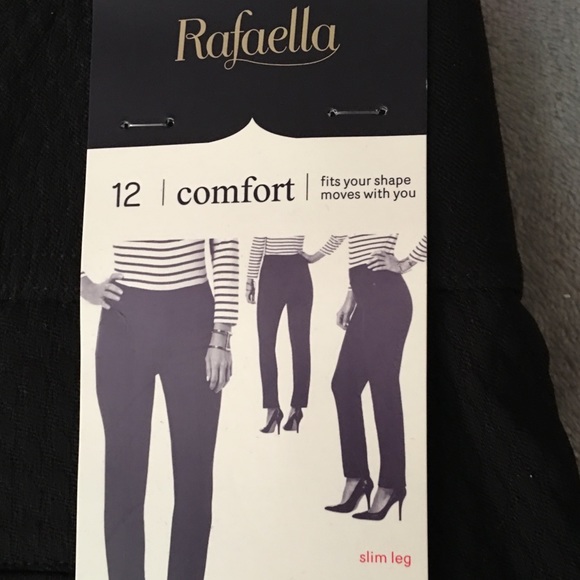 Rafaella
12 | comfort | fits your shape
moves with you
slim leg